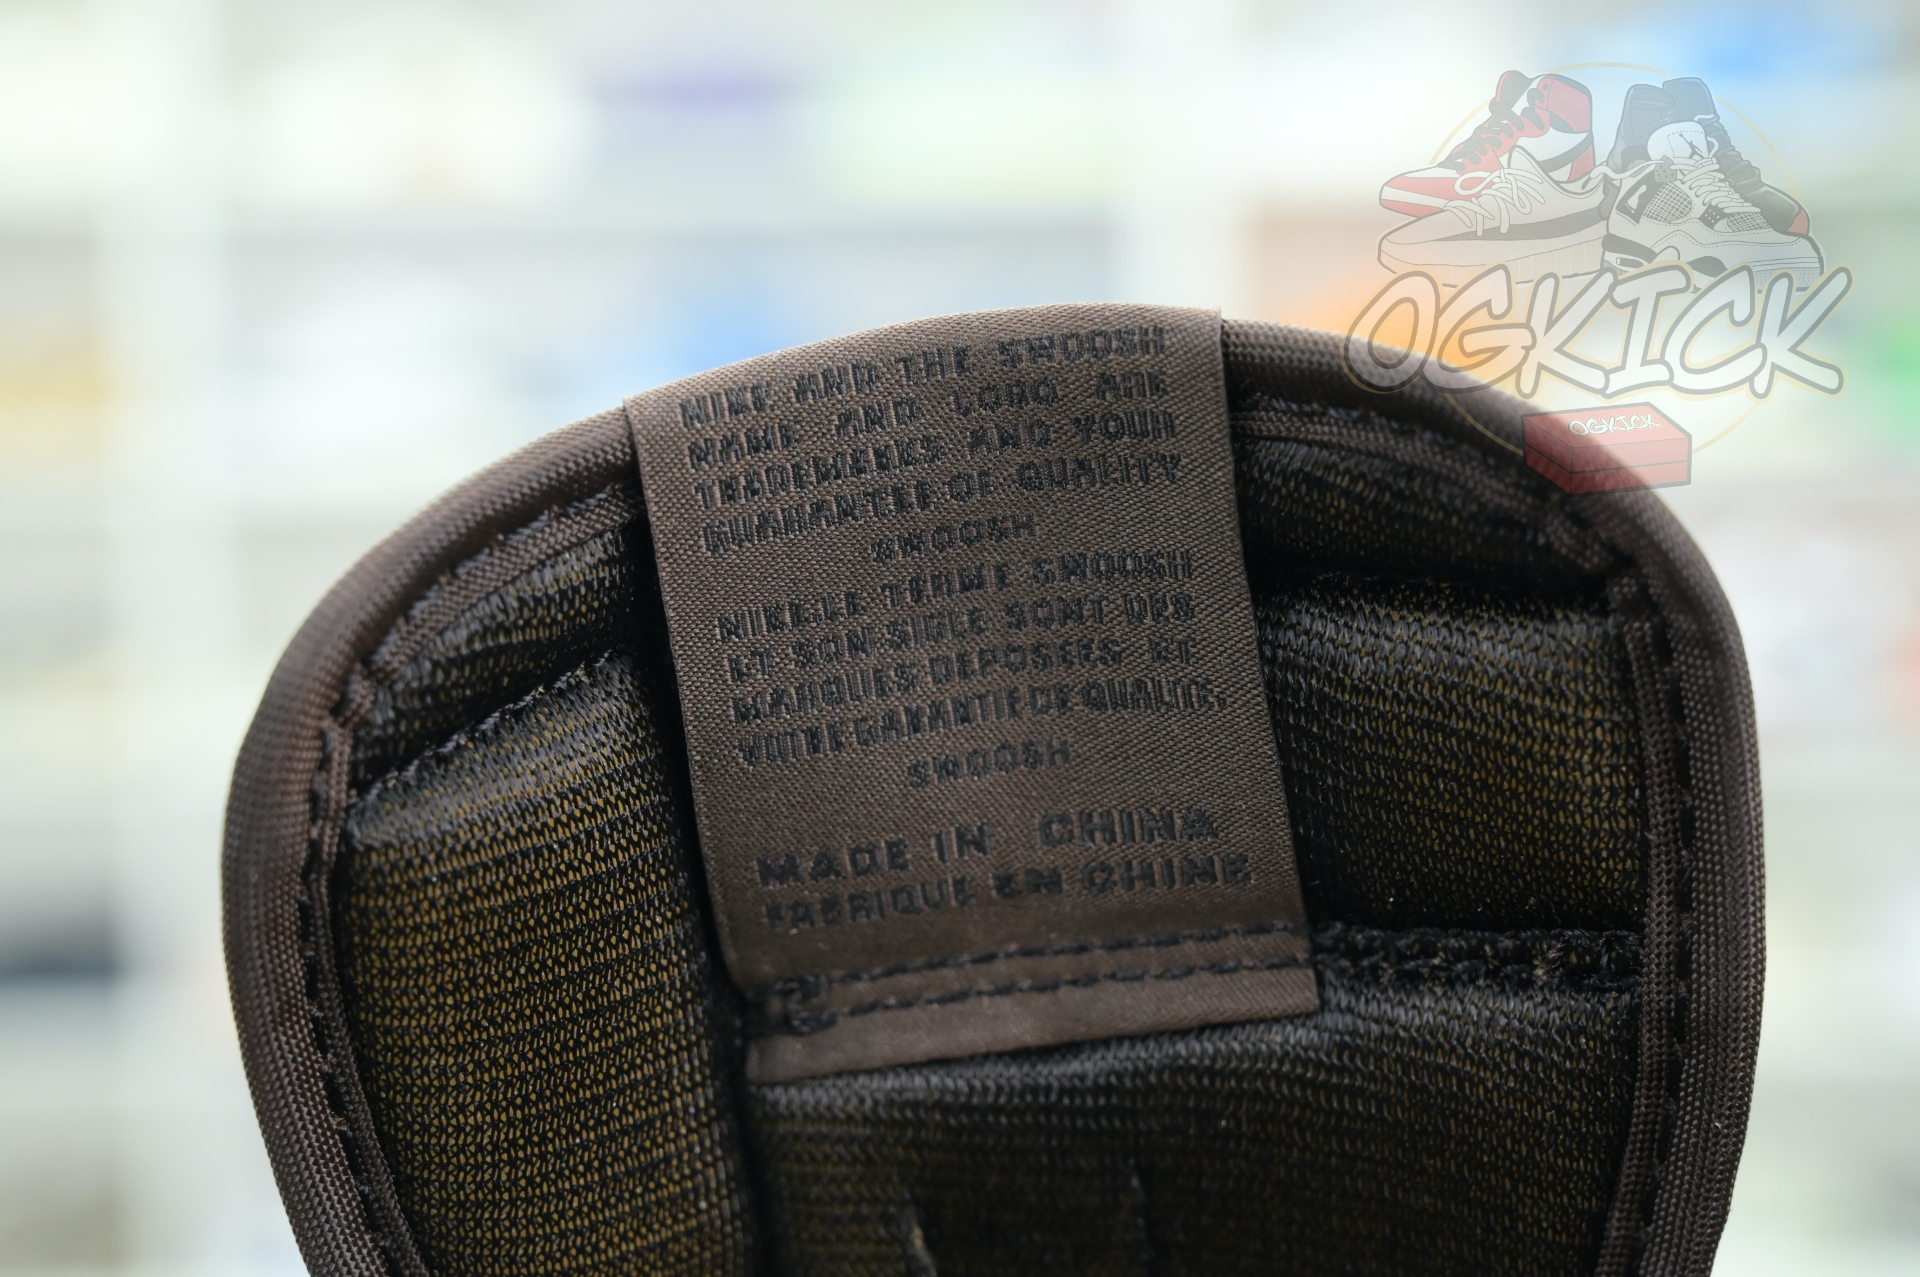 OGKICK
OGKICK
NIKE AND THE SWOOSH
NAME AND LOGO ARE
TRADEMARKS AND YOUR
GUARANTEE OF QUALITY
SWOOSH
NIKE.LE TERME SWOOSH
ET SON SIGLE SONT DES
MARQUES DEPOSEES ET
VOTRE GARANTIE DE QUALITE.
SWOOSH
MADE IN CHINA
FABRIQUE EN CHINE